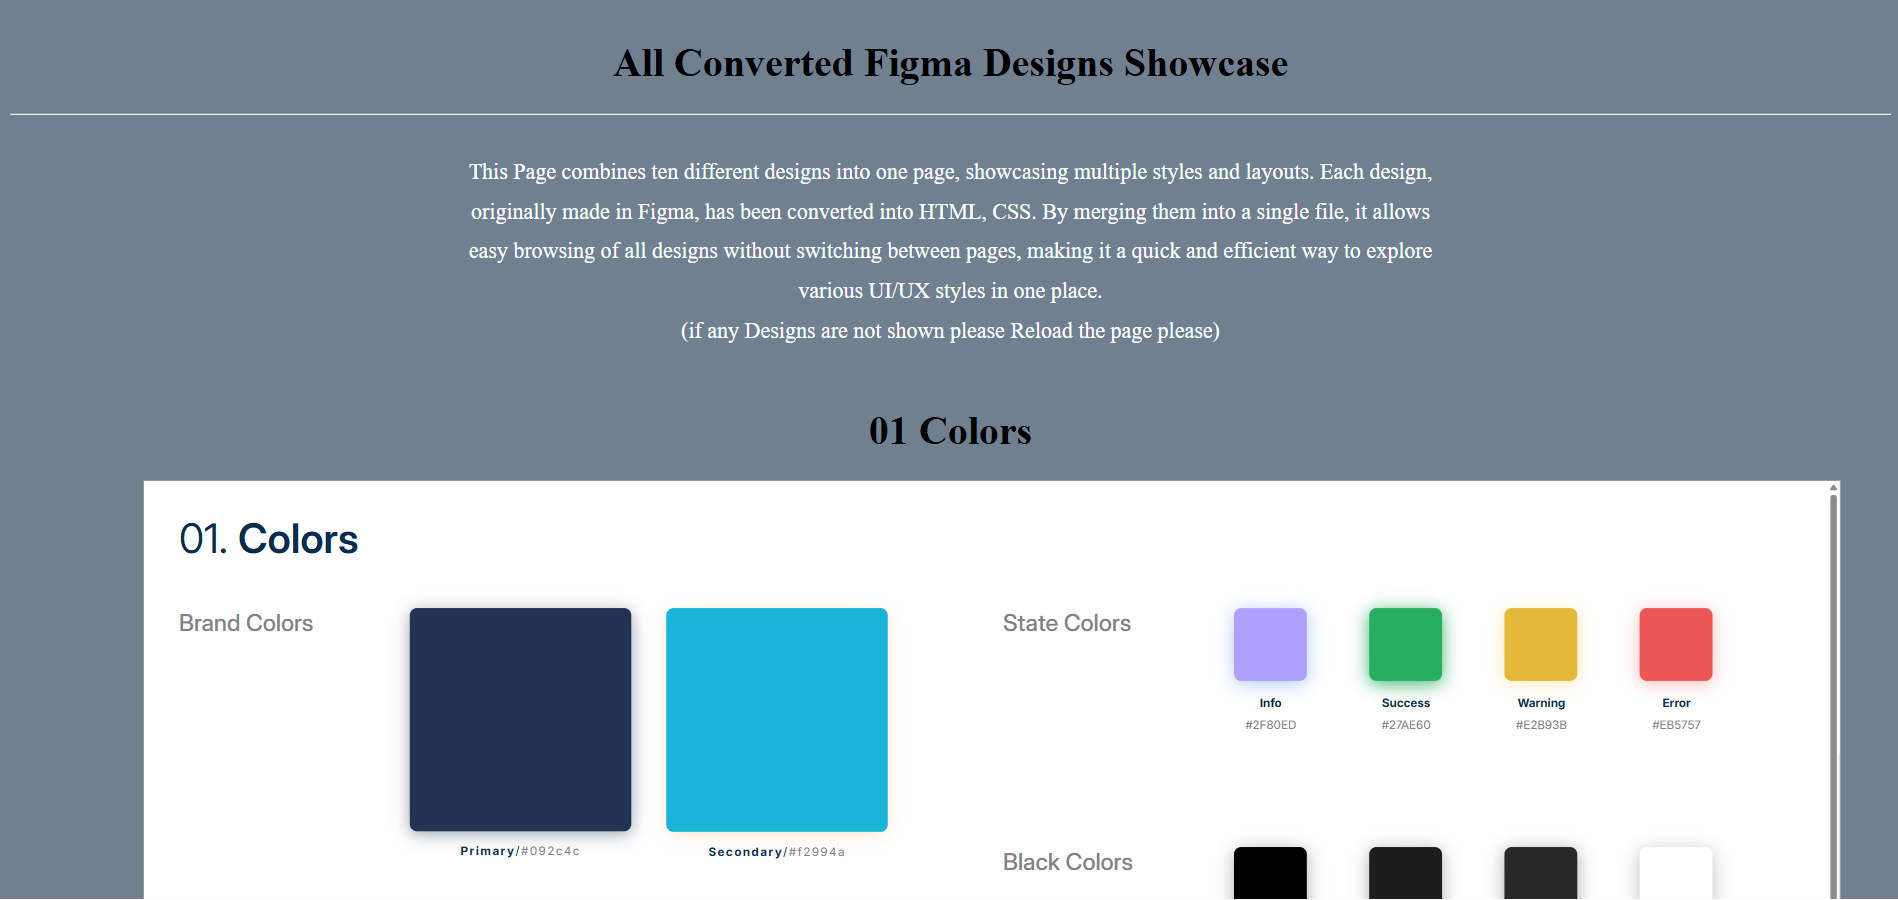 All Converted Figma Designs Showcase
This Page combines ten different designs into one page, showcasing multiple styles and layouts. Each design,
originally made in Figma, has been converted into HTML, CSS. By merging them into a single file, it allows
easy browsing of all designs without switching between pages, making it a quick and efficient way to explore
various UI/UX styles in one place.
(if any Designs are not shown please Reload the page please)
01 Colors
01. Colors
Brand Colors
Primary/#092c4c
Secondary/#f2994a
State Colors
Info
#2F80ED
Success
#27AE60
Warning
#E2B93B
Error
#EB5757
Black Colors